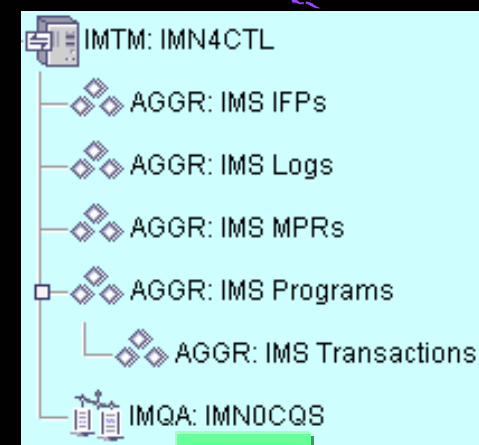 IMTM: IMN4CTL
AGGR: IMS IFPs
AGGR: IMS Logs
AGGR: IMS MPRs
AGGR: IMS Programs
AGGR: IMS Transactions
IMQA: IMN0CQS